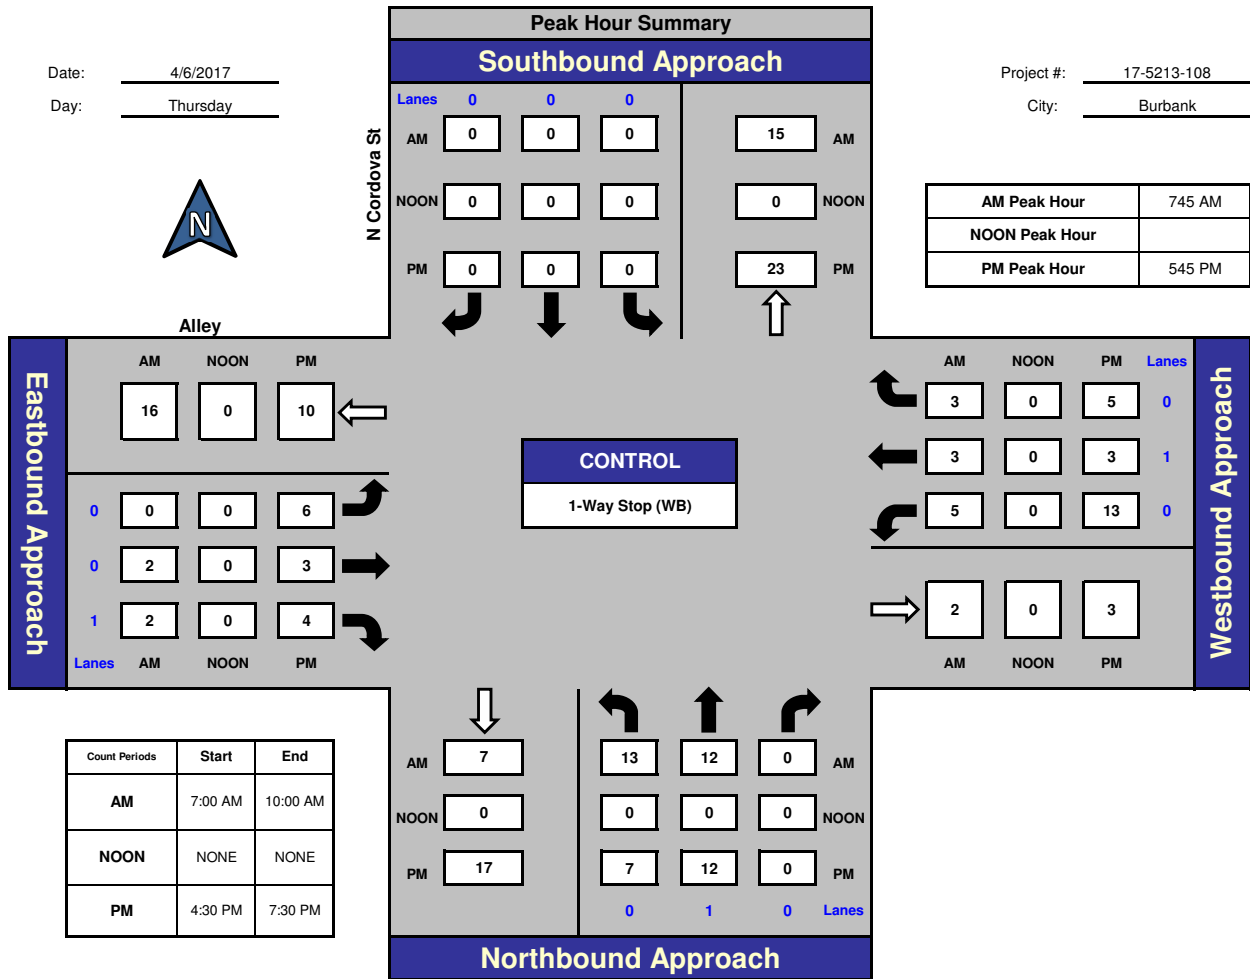 Peak Hour Summary
Southbound Approach
Date: 4/6/2017
Day: Thursday
Project #: 17-5213-108
City: Burbank
N Cordova St
Lanes 0 0 0
AM 0 0 0 15 AM
NOON 0 0 0 0 NOON
PM 0 0 0 23 PM
N
AM Peak Hour 745 AM
NOON Peak Hour
PM Peak Hour 545 PM
Alley
Eastbound Approach
AM NOON PM
16 0 10
0 0 0 6
0 2 0 3
1 2 0 4
Lanes AM NOON PM
CONTROL
1-Way Stop (WB)
AM NOON PM Lanes
3 0 5 0
3 0 3 1
5 0 13 0
2 0 3
AM NOON PM
Westbound Approach
Count Periods Start End
AM 7:00 AM 10:00 AM
NOON NONE NONE
PM 4:30 PM 7:30 PM
AM 7 13 12 0 AM
NOON 0 0 0 0 NOON
PM 17 7 12 0 PM
0 1 0 Lanes
Northbound Approach